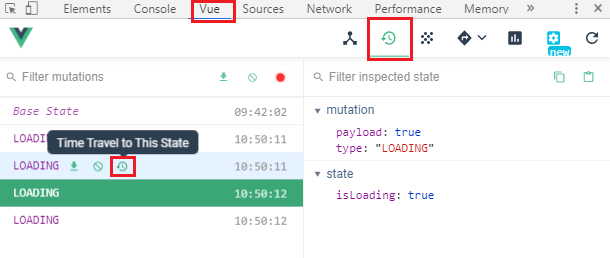 Elements Console Vue Sources Network Performance Memory »
new
Filter mutations
Filter inspected state
Base State 09:42:02
mutation
LOADING 10:50:11
payload: true
Time Travel to This State
type: "LOADING"
LOADING 10:50:11
state
LOADING 10:50:12
isLoading: true
LOADING 10:50:12